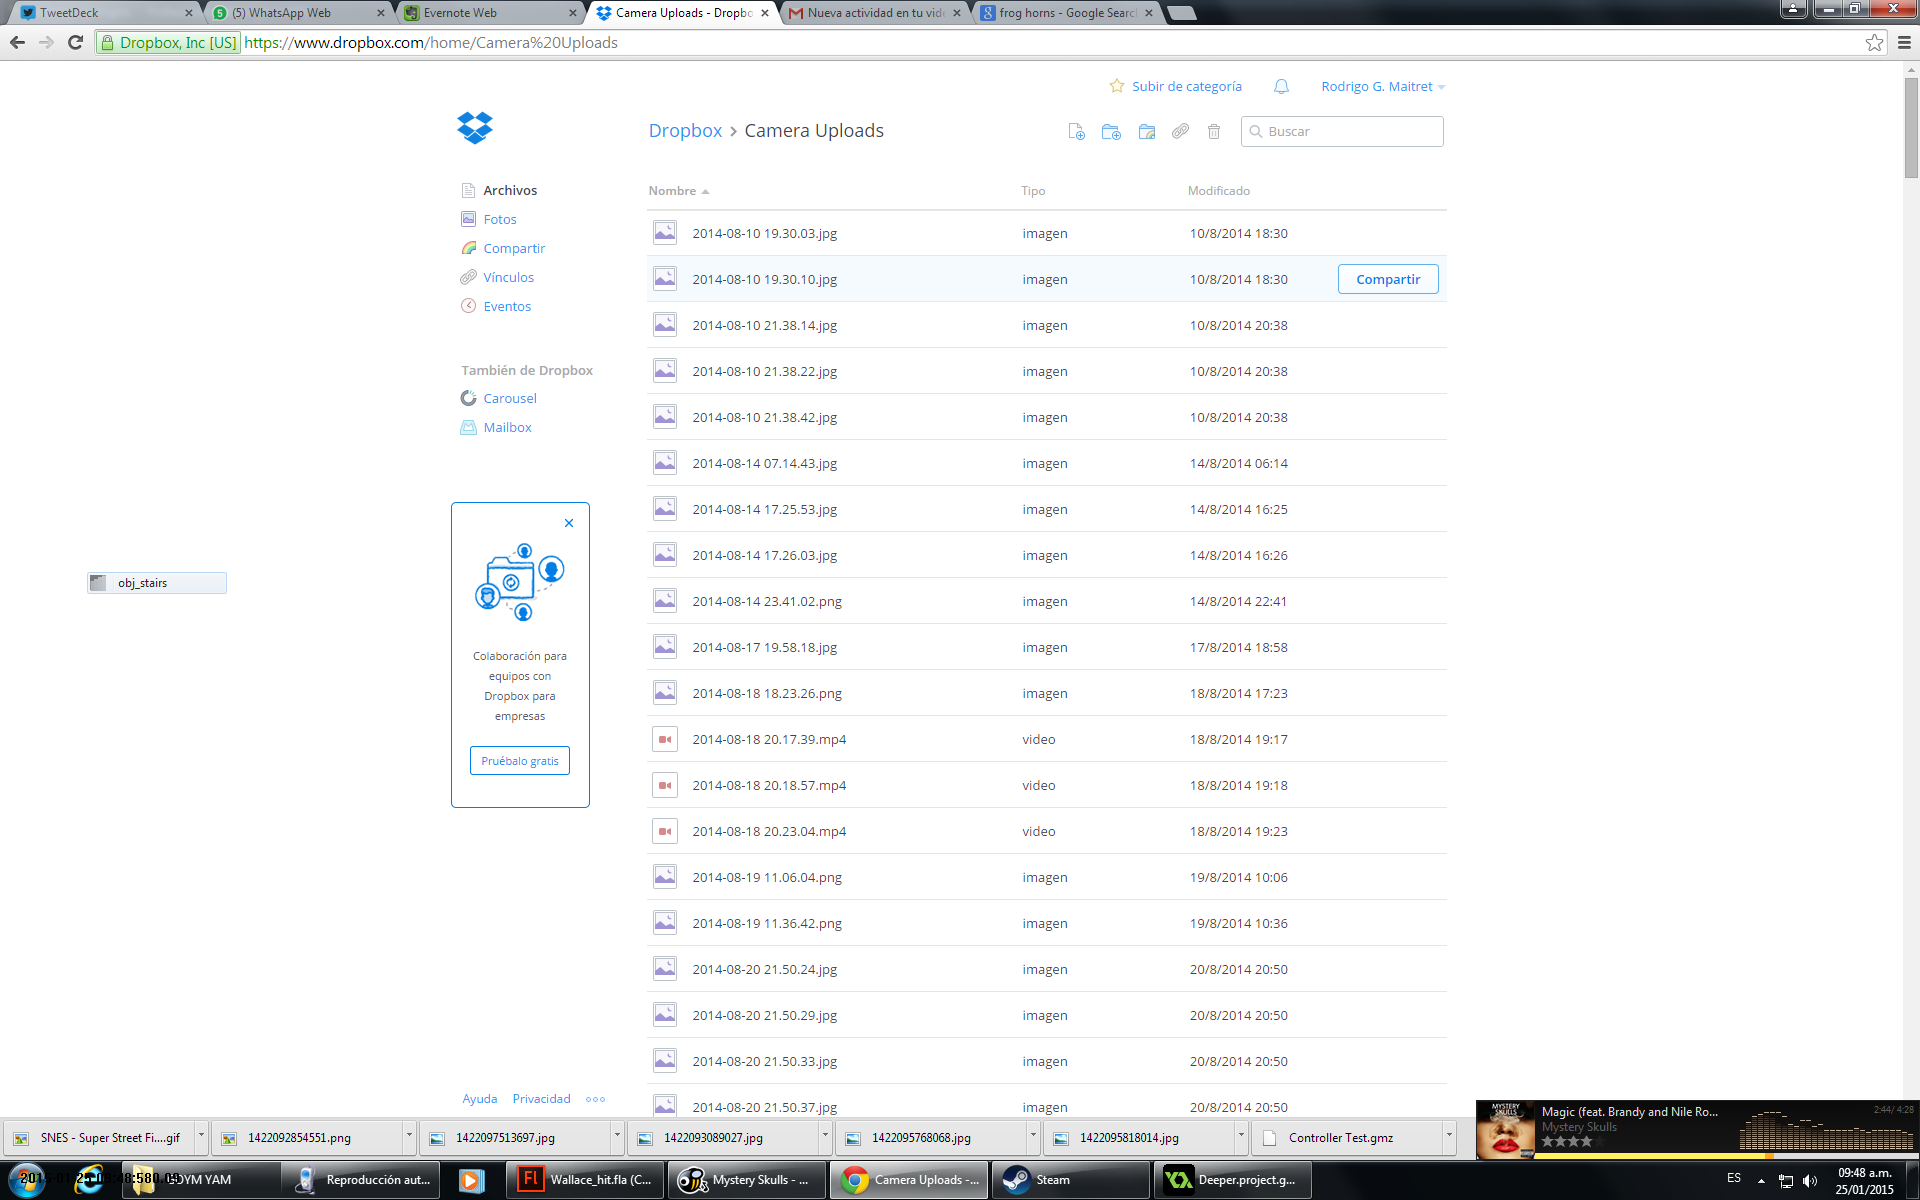 TweetDeck
(5) WhatsApp Web
Evernote Web
Camera Uploads - Dropbo
Nueva actividad en tu vide
frog horns - Google Search
Dropbox, Inc [US] https://www.dropbox.com/home/Camera%20Uploads
Subir de categoría
Rodrigo G. Maitret
Dropbox › Camera Uploads
Buscar
Archivos
Fotos
Compartir
Vínculos
Eventos
También de Dropbox
Carousel
Mailbox
Colaboración para
equipos con
Dropbox para
empresas
Pruébalo gratis
obj_stairs
Nombre Tipo Modificado
2014-08-10 19.30.03.jpg imagen 10/8/2014 18:30
2014-08-10 19.30.10.jpg imagen 10/8/2014 18:30 Compartir
2014-08-10 21.38.14.jpg imagen 10/8/2014 20:38
2014-08-10 21.38.22.jpg imagen 10/8/2014 20:38
2014-08-10 21.38.42.jpg imagen 10/8/2014 20:38
2014-08-14 07.14.43.jpg imagen 14/8/2014 06:14
2014-08-14 17.25.53.jpg imagen 14/8/2014 16:25
2014-08-14 17.26.03.jpg imagen 14/8/2014 16:26
2014-08-14 23.41.02.png imagen 14/8/2014 22:41
2014-08-17 19.58.18.jpg imagen 17/8/2014 18:58
2014-08-18 18.23.26.png imagen 18/8/2014 17:23
2014-08-18 20.17.39.mp4 video 18/8/2014 19:17
2014-08-18 20.18.57.mp4 video 18/8/2014 19:18
2014-08-18 20.23.04.mp4 video 18/8/2014 19:23
2014-08-19 11.06.04.png imagen 19/8/2014 10:06
2014-08-19 11.36.42.png imagen 19/8/2014 10:36
2014-08-20 21.50.24.jpg imagen 20/8/2014 20:50
2014-08-20 21.50.29.jpg imagen 20/8/2014 20:50
2014-08-20 21.50.33.jpg imagen 20/8/2014 20:50
2014-08-20 21.50.37.jpg imagen 20/8/2014 20:50
Ayuda Privacidad
SNES - Super Street Fi....gif
1422092854551.png
1422097513697.jpg
1422093089027.jpg
1422095768068.jpg
1422095818014.jpg
Controller Test.gmz
MYSTERY SKULLS
Magic (feat. Brandy and Nile Ro...
2:44/ 4:28
Mystery Skulls
YAM
Reproducción aut...
Fl Wallace_hit.fla (C...
Mystery Skulls - ...
Camera Uploads -...
Steam
Deeper.project.g...
ES
09:48 a.m.
25/01/2015